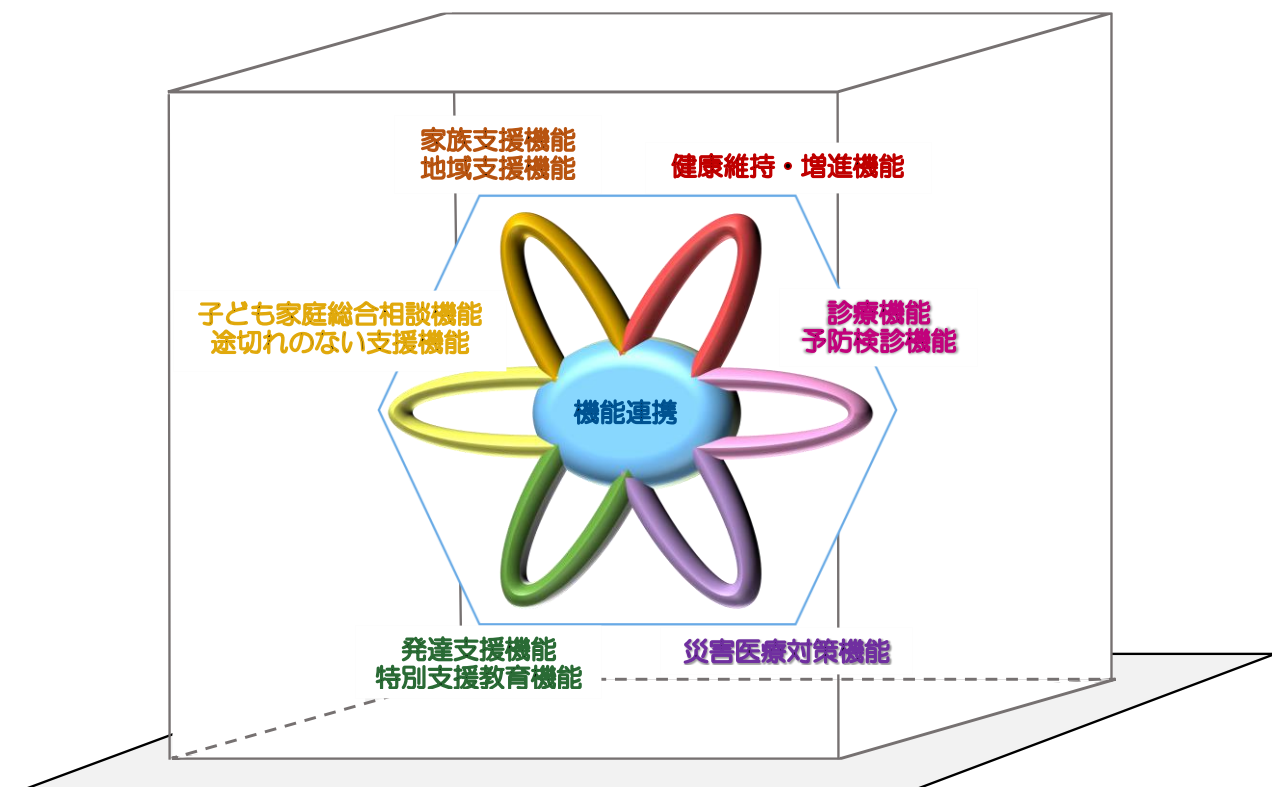 家族支援機能
地域支援機能
健康維持・増進機能
子ども家庭総合相談機能
途切れのない支援機能
診療機能
予防検診機能
機能連携
発達支援機能
特別支援教育機能
災害医療対策機能